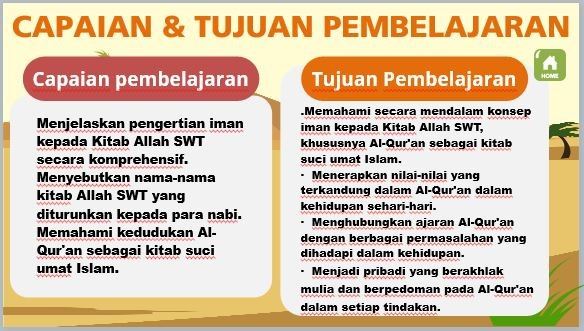 CAPAIAN & TUJUAN PEMBELAJARAN
HOME
Capaian pembelajaran
Menjelaskan pengertian iman
kepada Kitab Allah SWT
secara komprehensif.
Menyebutkan nama-nama
kitab Allah SWT yang
diturunkan kepada para nabi.
Memahami kedudukan Al-
Qur'an sebagai kitab suci
umat Islam.
Tujuan Pembelajaran
.Memahami secara mendalam konsep
iman kepada Kitab Allah SWT,
khususnya Al-Qur'an sebagai kitab
suci umat Islam.
· Menerapkan nilai-nilai yang
terkandung dalam Al-Qur'an dalam
kehidupan sehari-hari.
· Menghubungkan ajaran Al-Qur'an
dengan berbagai permasalahan yang
dihadapi dalam kehidupan.
· Menjadi pribadi yang berakhlak
mulia dan berpedoman pada Al-Qur'an
dalam setiap tindakan.